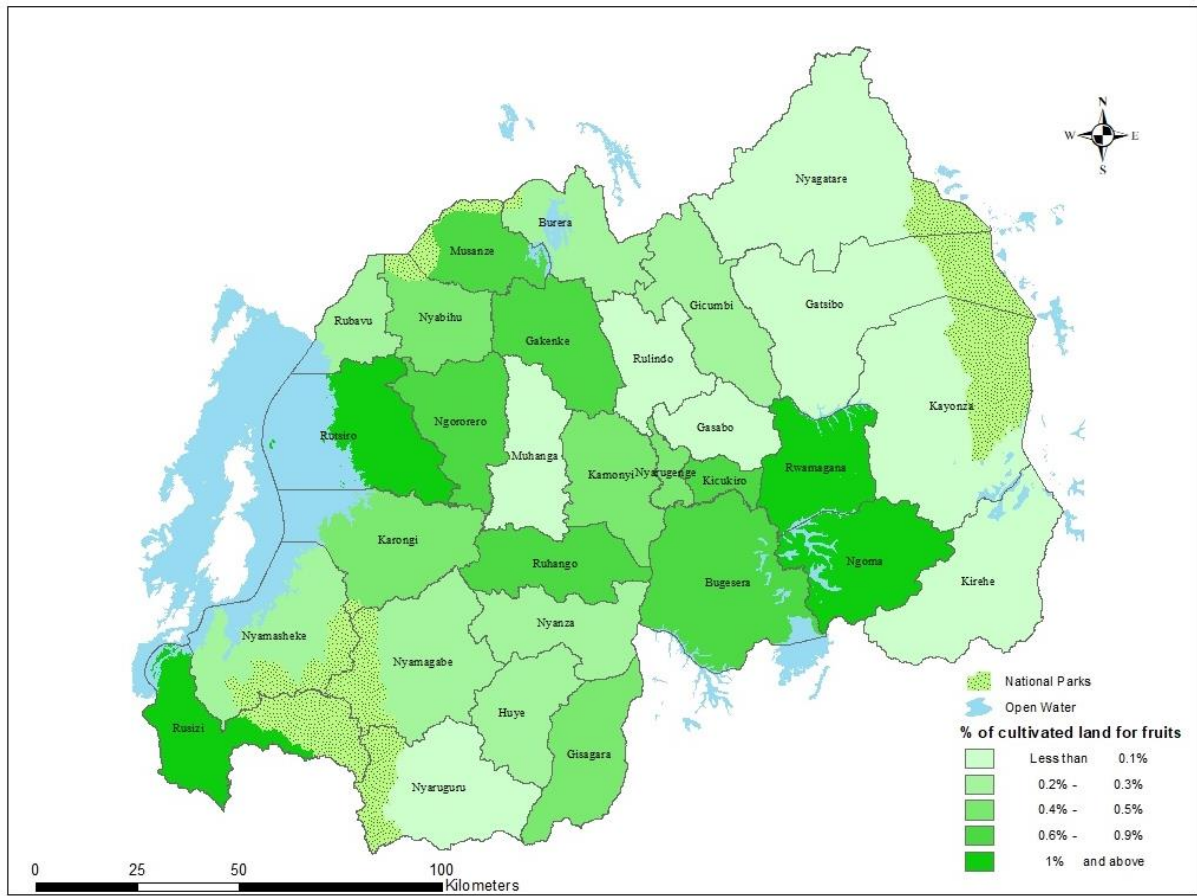 N
W E
S
Nyagatare
Burera
Musanze
Gicumbi
Gatsibo
Rubavu
Nyabihu
Gakenke
Rulindo
Kayonza
Rutsiro
Ngororero
Gasabo
Muhanga
Rwamagana
Kamonyi
Nyarugenge
Kicukiro
Karongi
Ngoma
Ruhango
Bugesera
Kirehe
Nyanza
Nyamasheke
Nyamagabe
Huye
Rusizi
Gisagara
Nyaruguru
National Parks
Open Water
% of cultivated land for fruits
Less than 0.1%
0.2% - 0.3%
0.4% - 0.5%
0.6% - 0.9%
1% and above
0 25 50 100
Kilometers